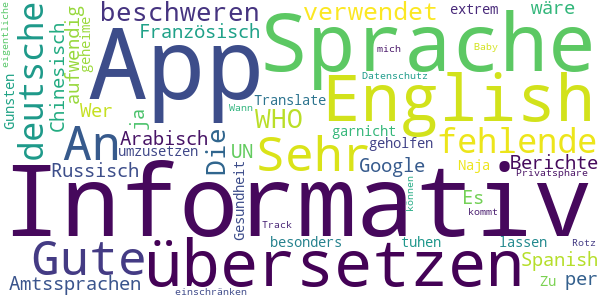 beschweren
verwendet
extrem
wäre
App
Sprache
Französisch
mich
Baby
eigentliche
Gunsten
deutsche
Chinesisch
aufwendig
geheime
Datenschutz
English
Wer
ja
Translate
Wann
WHO
garnicht
fehlende
An
Arabisch
Die
geholfen
umzusetzen
UN
Sehr
Google
Naja
Berichte
Russisch
Privatsphäre
Gesundheit
Informativ
Es
können
kommt
Track
Gute
übersetzen
besonders
tuhen
lassen
Rotz
Spanish
Amtssprachen
Zu
per
einschränken